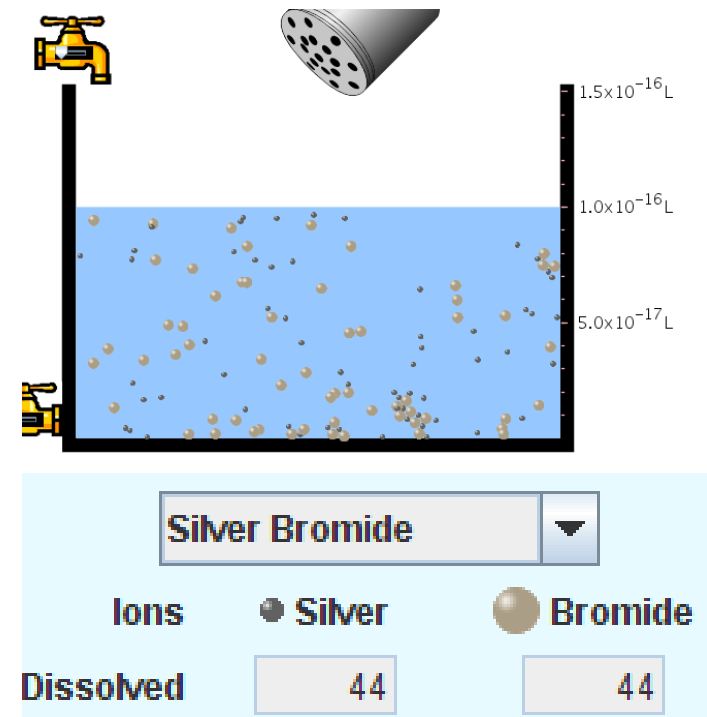 1.5x10⁻¹⁶L
1.0x10⁻¹⁶L
5.0x10⁻¹⁷L
Silver Bromide
Ions Silver Bromide
Dissolved 44 44